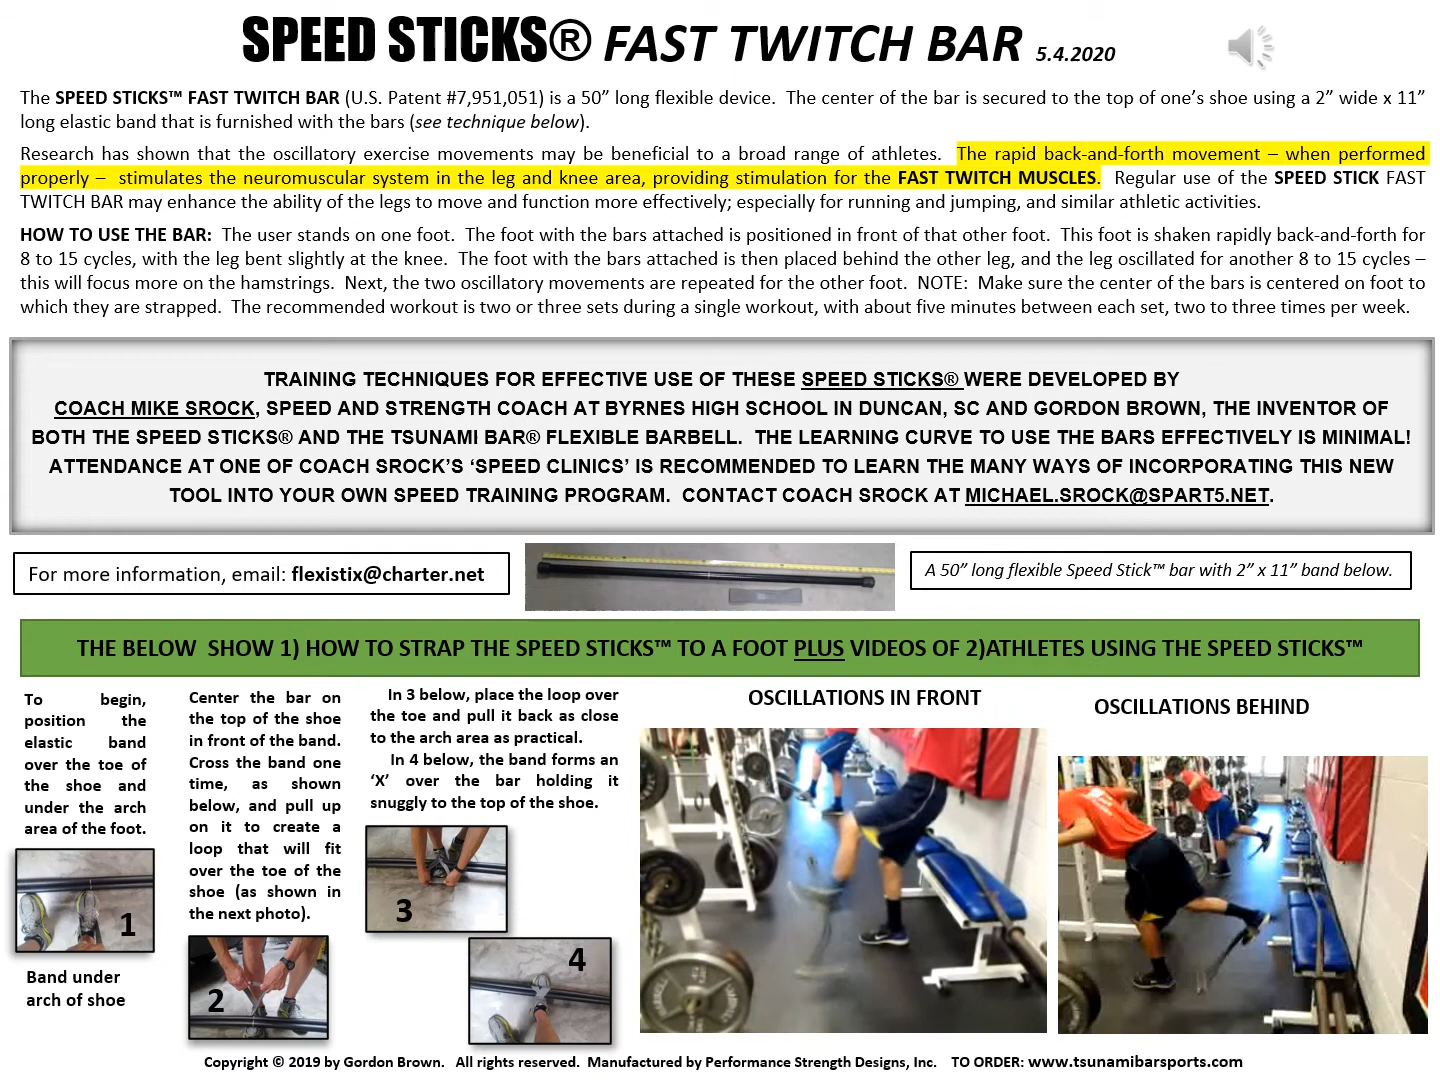 SPEED STICKS® FAST TWITCH BAR 5.4.2020
The SPEED STICKS™ FAST TWITCH BAR (U.S. Patent #7,951,051) is a 50” long flexible device. The center of the bar is secured to the top of one’s shoe using a 2” wide x 11”
long elastic band that is furnished with the bars (see technique below).
Research has shown that the oscillatory exercise movements may be beneficial to a broad range of athletes. The rapid back-and-forth movement – when performed
properly – stimulates the neuromuscular system in the leg and knee area, providing stimulation for the FAST TWITCH MUSCLES. Regular use of the SPEED STICK FAST
TWITCH BAR may enhance the ability of the legs to move and function more effectively; especially for running and jumping, and similar athletic activities.
HOW TO USE THE BAR: The user stands on one foot. The foot with the bars attached is positioned in front of that other foot. This foot is shaken rapidly back-and-forth for
8 to 15 cycles, with the leg bent slightly at the knee. The foot with the bars attached is then placed behind the other leg, and the leg oscillated for another 8 to 15 cycles –
this will focus more on the hamstrings. Next, the two oscillatory movements are repeated for the other foot. NOTE: Make sure the center of the bars is centered on foot to
which they are strapped. The recommended workout is two or three sets during a single workout, with about five minutes between each set, two to three times per week.
TRAINING TECHNIQUES FOR EFFECTIVE USE OF THESE SPEED STICKS® WERE DEVELOPED BY
COACH MIKE SROCK, SPEED AND STRENGTH COACH AT BYRNES HIGH SCHOOL IN DUNCAN, SC AND GORDON BROWN, THE INVENTOR OF
BOTH THE SPEED STICKS® AND THE TSUNAMI BAR® FLEXIBLE BARBELL. THE LEARNING CURVE TO USE THE BARS EFFECTIVELY IS MINIMAL!
ATTENDANCE AT ONE OF COACH SROCK’S ‘SPEED CLINICS’ IS RECOMMENDED TO LEARN THE MANY WAYS OF INCORPORATING THIS NEW
TOOL INTO YOUR OWN SPEED TRAINING PROGRAM. CONTACT COACH SROCK AT MICHAEL.SROCK@SPART5.NET.
For more information, email: flexistix@charter.net
A 50” long flexible Speed Stick™ bar with 2” x 11” band below.
THE BELOW SHOW 1) HOW TO STRAP THE SPEED STICKS™ TO A FOOT PLUS VIDEOS OF 2)ATHLETES USING THE SPEED STICKS™
To begin,
position the
elastic band
over the toe of
the shoe and
under the arch
area of the foot.
1
Band under
arch of shoe
Center the bar on
the top of the shoe
in front of the band.
Cross the band one
time, as shown
below, and pull up
on it to create a
loop that will fit
over the toe of the
shoe (as shown in
the next photo).
2
In 3 below, place the loop over
the toe and pull it back as close
to the arch area as practical.
In 4 below, the band forms an
‘X’ over the bar holding it
snuggly to the top of the shoe.
3
4
OSCILLATIONS IN FRONT
OSCILLATIONS BEHIND
Copyright © 2019 by Gordon Brown. All rights reserved. Manufactured by Performance Strength Designs, Inc. TO ORDER: www.tsunamibarsports.com